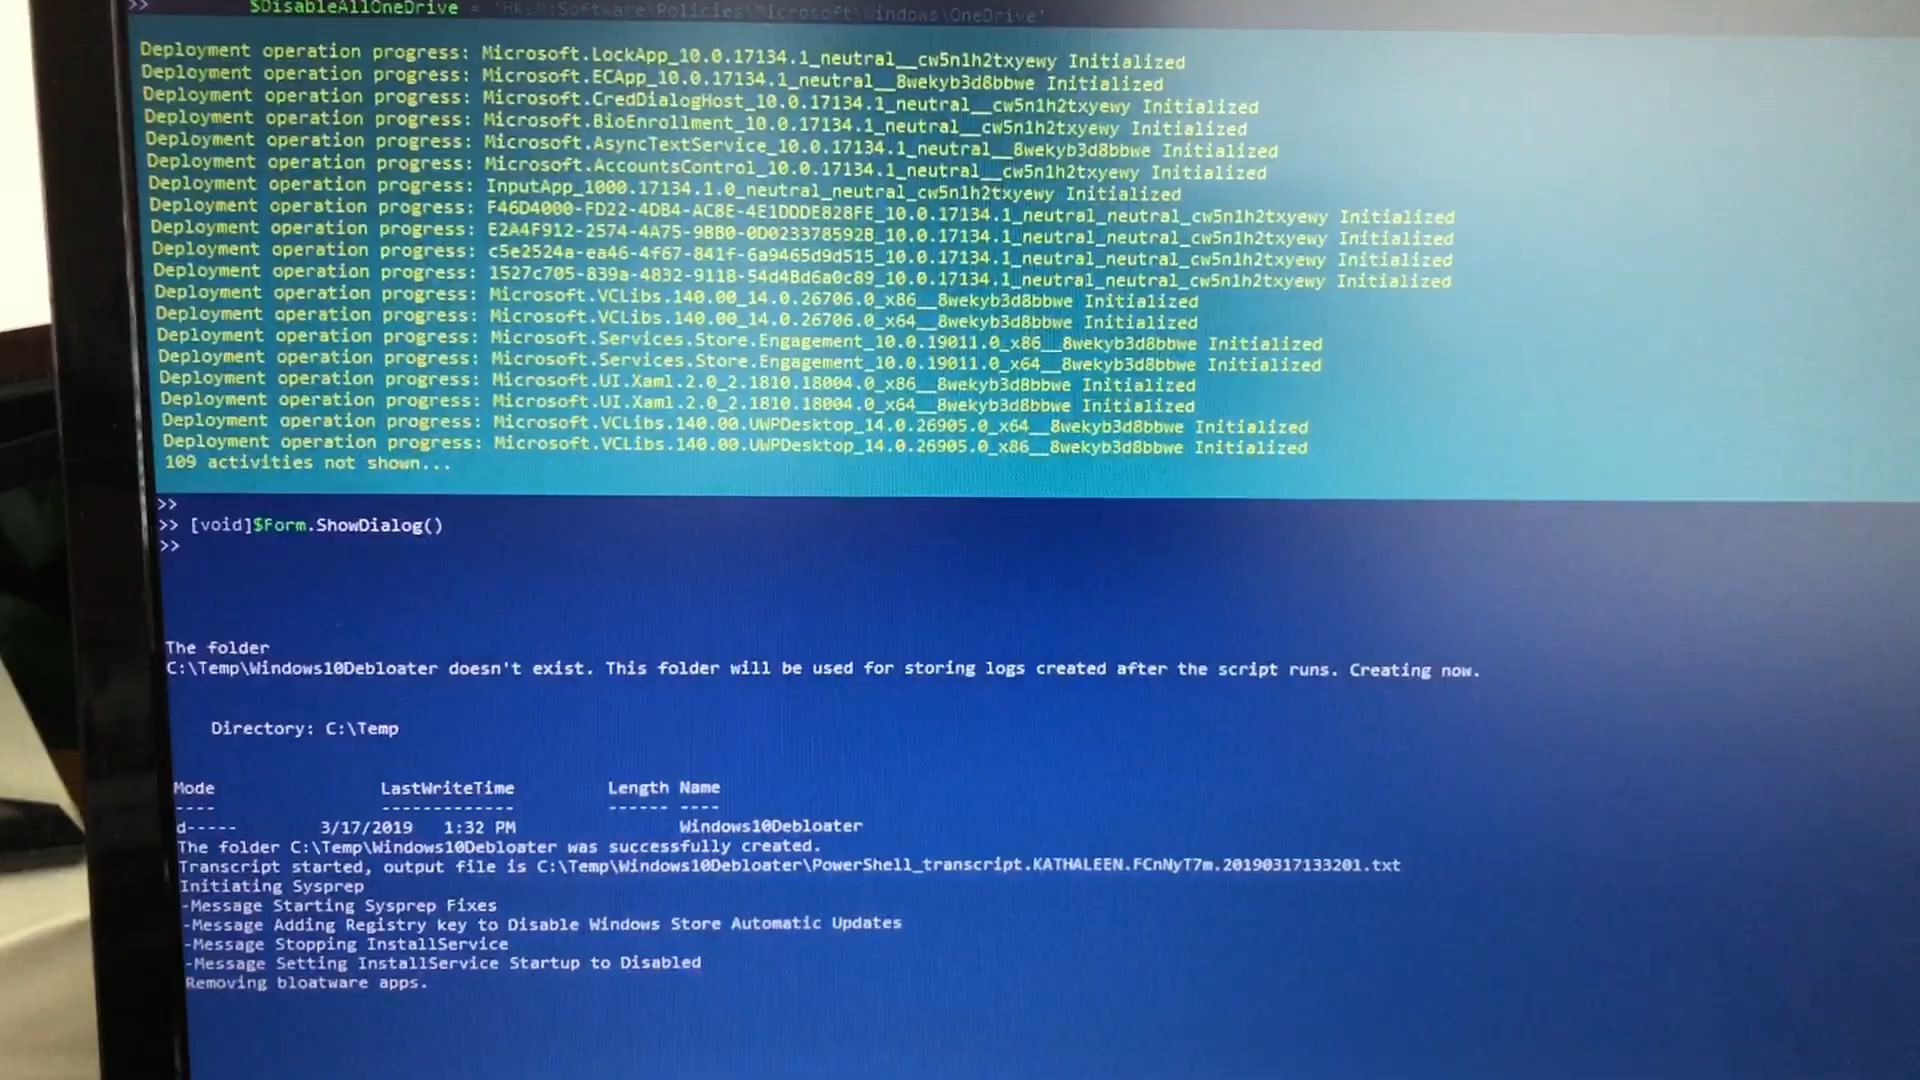 >> $DisableAllOneDrive = 'HKLM:Software\Policies\Microsoft\Windows\OneDrive'
Deployment operation progress: Microsoft.LockApp_10.0.17134.1_neutral__cw5n1h2txyewy Initialized
Deployment operation progress: Microsoft.ECApp_10.0.17134.1_neutral__8wekyb3d8bbwe Initialized
Deployment operation progress: Microsoft.CredDialogHost_10.0.17134.1_neutral__cw5n1h2txyewy Initialized
Deployment operation progress: Microsoft.BioEnrollment_10.0.17134.1_neutral__cw5n1h2txyewy Initialized
Deployment operation progress: Microsoft.AsyncTextService_10.0.17134.1_neutral__8wekyb3d8bbwe Initialized
Deployment operation progress: Microsoft.AccountsControl_10.0.17134.1_neutral__cw5n1h2txyewy Initialized
Deployment operation progress: InputApp_1000.17134.1.0_neutral_neutral_cw5n1h2txyewy Initialized
Deployment operation progress: F46D4000-FD22-4DB4-AC8E-4E1DDDE828FE_10.0.17134.1_neutral_neutral_cw5n1h2txyewy Initialized
Deployment operation progress: E2A4F912-2574-4A75-9BB0-0D023378592B_10.0.17134.1_neutral_neutral_cw5n1h2txyewy Initialized
Deployment operation progress: c5e2524a-ea46-4f67-841f-6a9465d9d515_10.0.17134.1_neutral_neutral_cw5n1h2txyewy Initialized
Deployment operation progress: 1527c705-839a-4832-9118-54d4Bd6a0c89_10.0.17134.1_neutral_neutral_cw5n1h2txyewy Initialized
Deployment operation progress: Microsoft.VCLibs.140.00_14.0.26706.0_x86__8wekyb3d8bbwe Initialized
Deployment operation progress: Microsoft.VCLibs.140.00_14.0.26706.0_x64__8wekyb3d8bbwe Initialized
Deployment operation progress: Microsoft.Services.Store.Engagement_10.0.19011.0_x86__8wekyb3d8bbwe Initialized
Deployment operation progress: Microsoft.Services.Store.Engagement_10.0.19011.0_x64__8wekyb3d8bbwe Initialized
Deployment operation progress: Microsoft.UI.Xaml.2.0_2.1810.18004.0_x86__8wekyb3d8bbwe Initialized
Deployment operation progress: Microsoft.UI.Xaml.2.0_2.1810.18004.0_x64__8wekyb3d8bbwe Initialized
Deployment operation progress: Microsoft.VCLibs.140.00.UWPDesktop_14.0.26905.0_x64__8wekyb3d8bbwe Initialized
Deployment operation progress: Microsoft.VCLibs.140.00.UWPDesktop_14.0.26905.0_x86__8wekyb3d8bbwe Initialized
109 activities not shown...
>>
>> [void]$Form.ShowDialog()
>>
The folder
C:\Temp\Windows10Debloater doesn't exist. This folder will be used for storing logs created after the script runs. Creating now.
Directory: C:\Temp
Mode LastWriteTime Length Name
---- ------------- ------ ----
d----- 3/17/2019 1:32 PM Windows10Debloater
The folder C:\Temp\Windows10Debloater was successfully created.
Transcript started, output file is C:\Temp\Windows10Debloater\PowerShell_transcript.KATHALEEN.FCnNyT7m.20190317133201.txt
Initiating Sysprep
-Message Starting Sysprep Fixes
-Message Adding Registry key to Disable Windows Store Automatic Updates
-Message Stopping InstallService
-Message Setting InstallService Startup to Disabled
Removing bloatware apps.